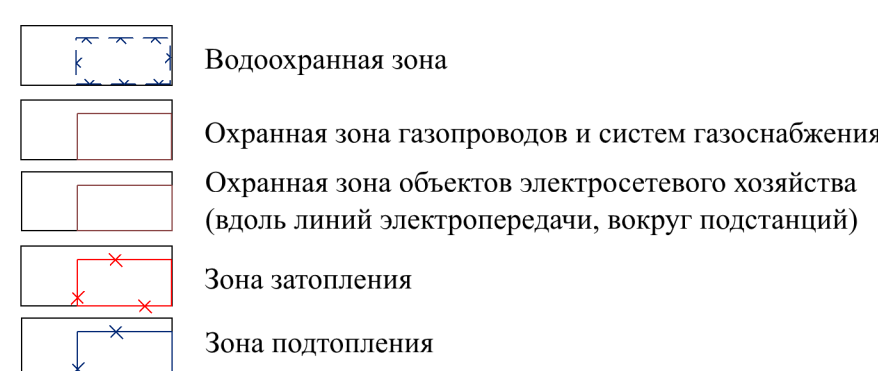 Водоохранная зона
Охранная зона газопроводов и систем газоснабжения
Охранная зона объектов электросетевого хозяйства
(вдоль линий электропередачи, вокруг подстанций)
Зона затопления
Зона подтопления